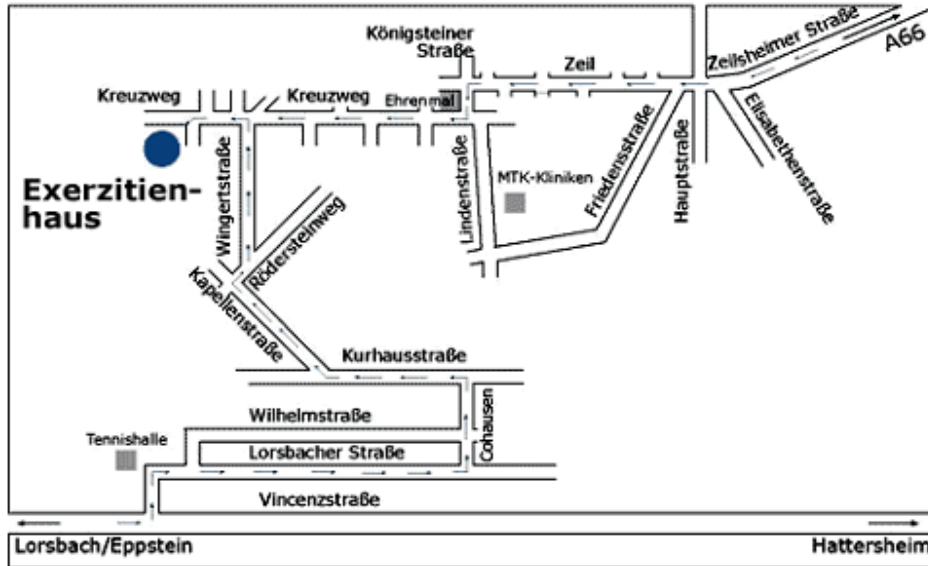 Königsteiner
Straße
Zeil
Zeilsheimer Straße
A66
Kreuzweg
Kreuzweg
Ehrenmal
Exerzitien-
haus
Wingertstraße
Rödersteinweg
Lindenstraße
MTK-Kliniken
Friedensstraße
Hauptstraße
Elisabethenstraße
Kapellenstraße
Kurhausstraße
Wilhelmstraße
Cohausen
Tennishalle
Lorsbacher Straße
Vincenzstraße
Lorsbach/Eppstein
Hattersheim